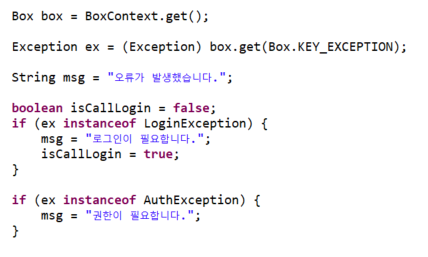 Box box = BoxContext.get();
Exception ex = (Exception) box.get(Box.KEY_EXCEPTION);
String msg = "오류가 발생했습니다.";
boolean isCallLogin = false;
if (ex instanceof LoginException) {
msg = "로그인이 필요합니다.";
isCallLogin = true;
}
if (ex instanceof AuthException) {
msg = "권한이 필요합니다.";
}